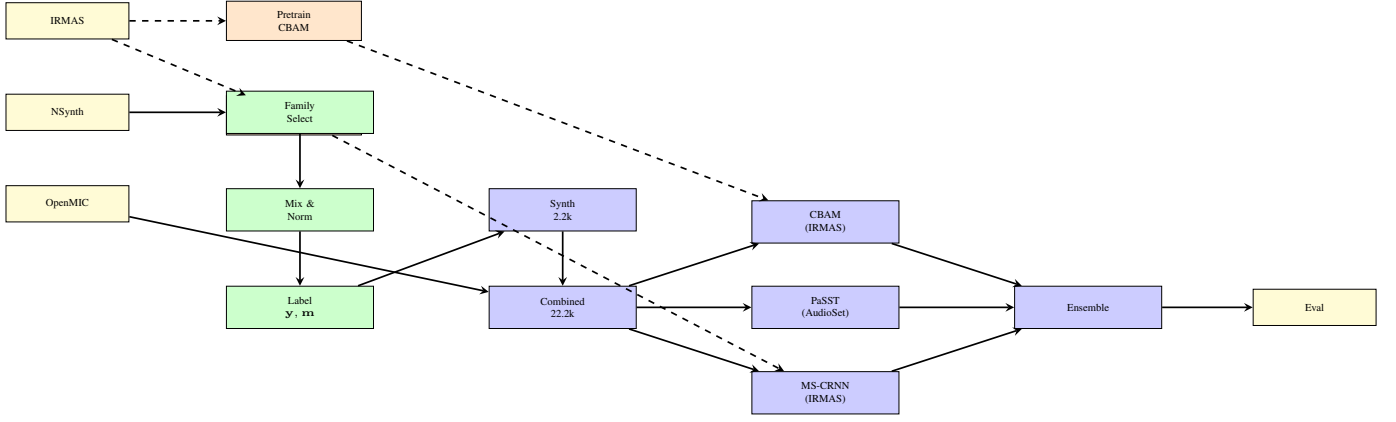 IRMAS
Pretrain
CBAM
NSynth
Family
Select
OpenMIC
Mix &
Norm
Label
y, m
Synth
2.2k
Combined
22.2k
CBAM
(IRMAS)
PaSST
(AudioSet)
MS-CRNN
(IRMAS)
Ensemble
Eval